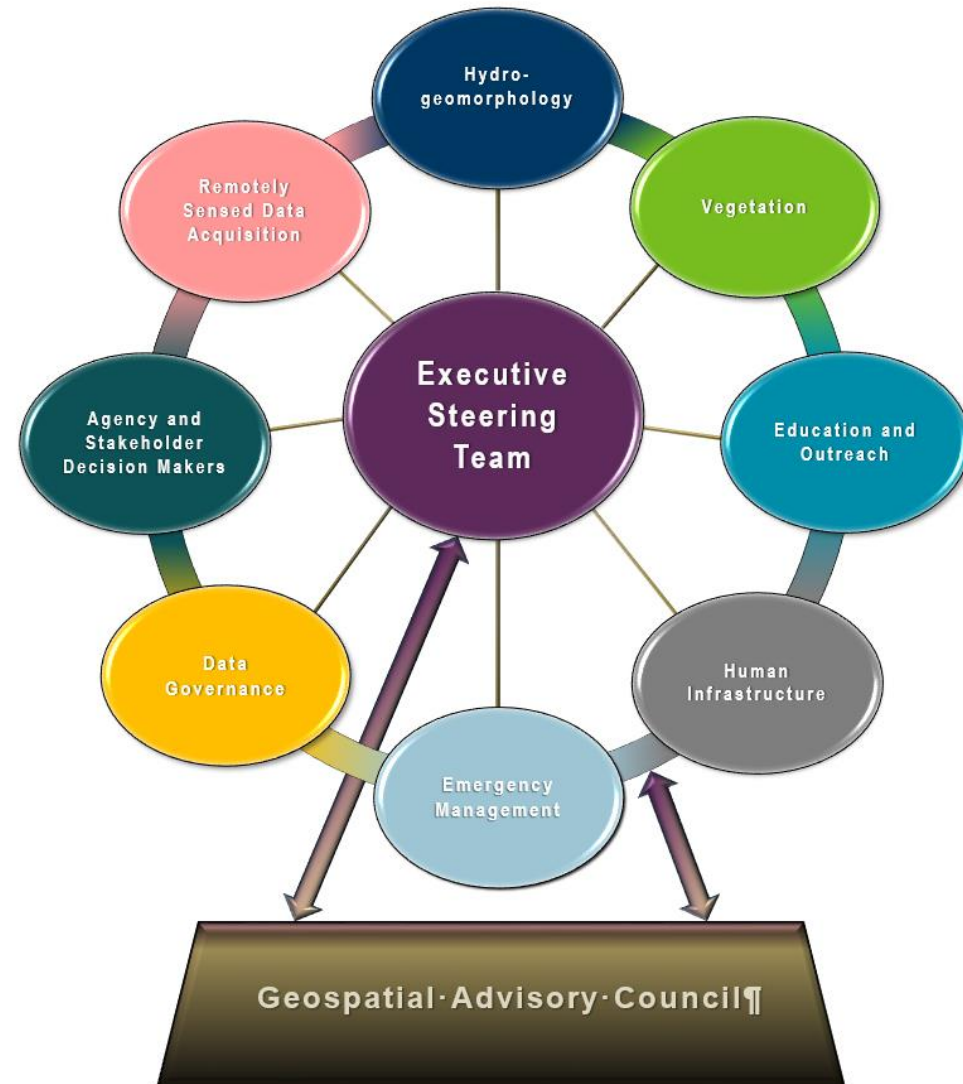 Hydro-
geomorphology
Remotely
Sensed Data
Acquisition
Vegetation
Executive
Steering
Team
Agency and
Stakeholder
Decision Makers
Education and
Outreach
Data
Governance
Human
Infrastructure
Emergency
Management
Geospatial·Advisory·Council¶